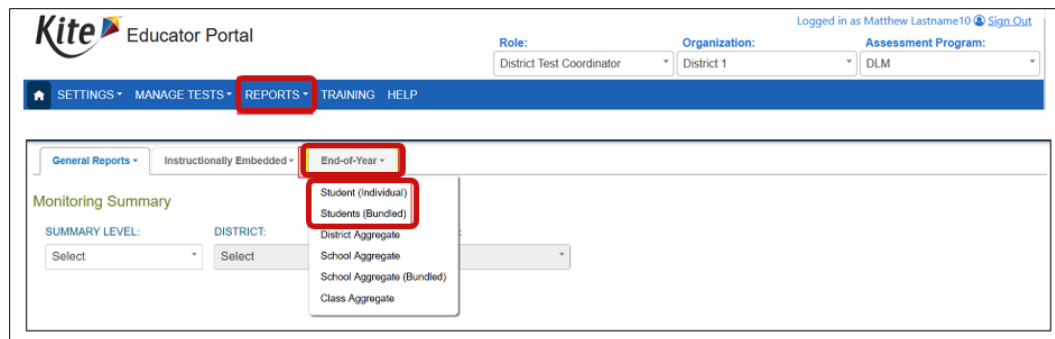 Logged in as Matthew Lastname10 Sign Out
Kite Educator Portal
Role: Organization: Assessment Program:
District Test Coordinator District 1 DLM
SETTINGS MANAGE TESTS REPORTS TRAINING HELP
General Reports Instructionally Embedded End-of-Year
Student (Individual)
Monitoring Summary
Students (Bundled)
SUMMARY LEVEL: DISTRICT: District Aggregate
Select Select School Aggregate
School Aggregate (Bundled)
Class Aggregate